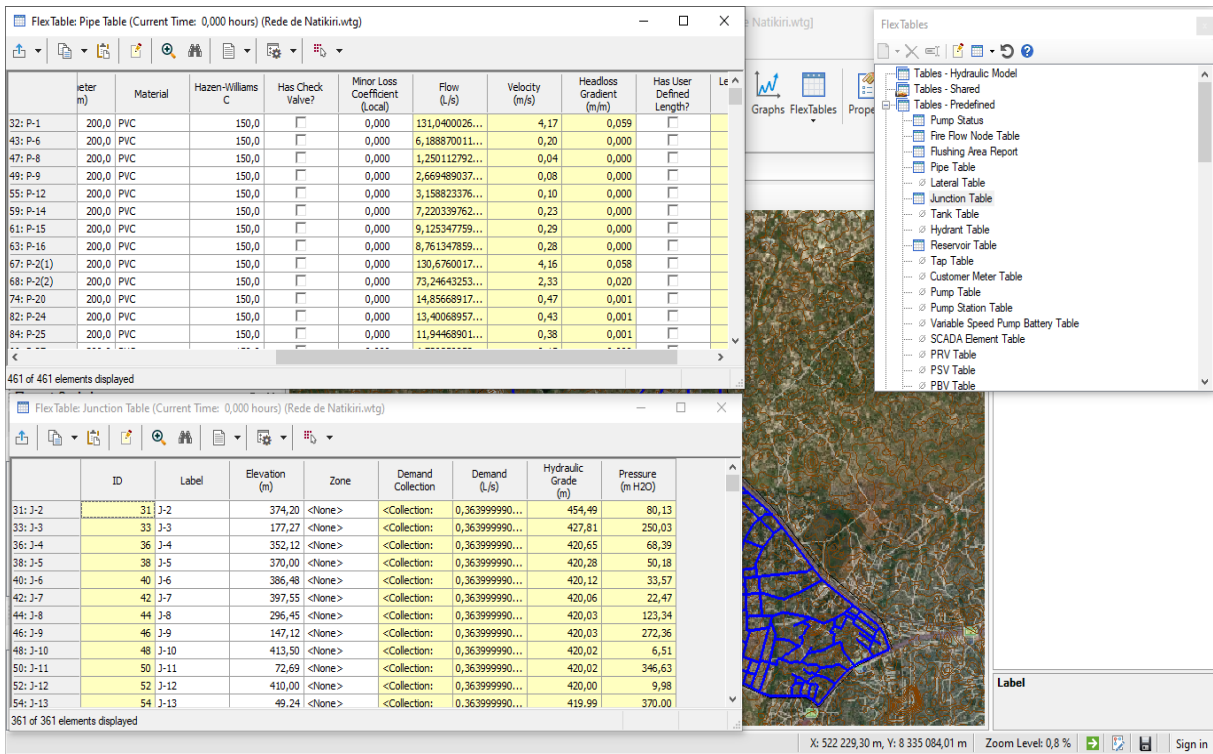 FlexTable: Pipe Table (Current Time: 0,000 hours) (Rede de Natikiri.wtg)
eter m) Material Hazen-Williams C Has Check Valve? Minor Loss Coefficient (Local) Flow (L/s) Velocity (m/s) Headloss Gradient (m/m) Has User Defined Length? Le
32: P-1 200,0 PVC 150,0 0,000 131,0400026... 4,17 0,059
43: P-6 200,0 PVC 150,0 0,000 6,188870011... 0,20 0,000
47: P-8 200,0 PVC 150,0 0,000 1,250112792... 0,04 0,000
49: P-9 200,0 PVC 150,0 0,000 2,669489037... 0,08 0,000
55: P-12 200,0 PVC 150,0 0,000 3,158823376... 0,10 0,000
59: P-14 200,0 PVC 150,0 0,000 7,220339762... 0,23 0,000
61: P-15 200,0 PVC 150,0 0,000 9,125347759... 0,29 0,000
63: P-16 200,0 PVC 150,0 0,000 8,761347859... 0,28 0,000
67: P-2(1) 200,0 PVC 150,0 0,000 130,6760017... 4,16 0,058
68: P-2(2) 200,0 PVC 150,0 0,000 73,24643253... 2,33 0,020
74: P-20 200,0 PVC 150,0 0,000 14,85668917... 0,47 0,001
82: P-24 200,0 PVC 150,0 0,000 13,40068957... 0,43 0,001
84: P-25 200,0 PVC 150,0 0,000 11,94468901... 0,38 0,001
461 of 461 elements displayed
FlexTable: Junction Table (Current Time: 0,000 hours) (Rede de Natikiri.wtg)
ID Label Elevation (m) Zone Demand Collection Demand (L/s) Hydraulic Grade (m) Pressure (m H2O)
31: J-2 31 J-2 374,20 <None> <Collection: 0,363999990... 454,49 80,13
33: J-3 33 J-3 177,27 <None> <Collection: 0,363999990... 427,81 250,03
36: J-4 36 J-4 352,12 <None> <Collection: 0,363999990... 420,65 68,39
38: J-5 38 J-5 370,00 <None> <Collection: 0,363999990... 420,28 50,18
40: J-6 40 J-6 386,48 <None> <Collection: 0,363999990... 420,12 33,57
42: J-7 42 J-7 397,55 <None> <Collection: 0,363999990... 420,06 22,47
44: J-8 44 J-8 296,45 <None> <Collection: 0,363999990... 420,03 123,34
46: J-9 46 J-9 147,12 <None> <Collection: 0,363999990... 420,03 272,36
48: J-10 48 J-10 413,50 <None> <Collection: 0,363999990... 420,02 6,51
50: J-11 50 J-11 72,69 <None> <Collection: 0,363999990... 420,02 346,63
52: J-12 52 J-12 410,00 <None> <Collection: 0,363999990... 420,00 9,98
54: J-13 54 J-13 49,24 <None> <Collection: 0,363999990... 419,99 370,00
361 of 361 elements displayed
e Natikiri.wtg]
Graphs FlexTables Prope
FlexTables
Tables - Hydraulic Model
Tables - Shared
Tables - Predefined
Pump Status
Fire Flow Node Table
Flushing Area Report
Pipe Table
Lateral Table
Junction Table
Tank Table
Hydrant Table
Reservoir Table
Tap Table
Customer Meter Table
Pump Table
Pump Station Table
Variable Speed Pump Battery Table
SCADA Element Table
PRV Table
PSV Table
PBV Table
Label
X: 522 229,30 m, Y: 8 335 084,01 m Zoom Level: 0,8 % Sign in